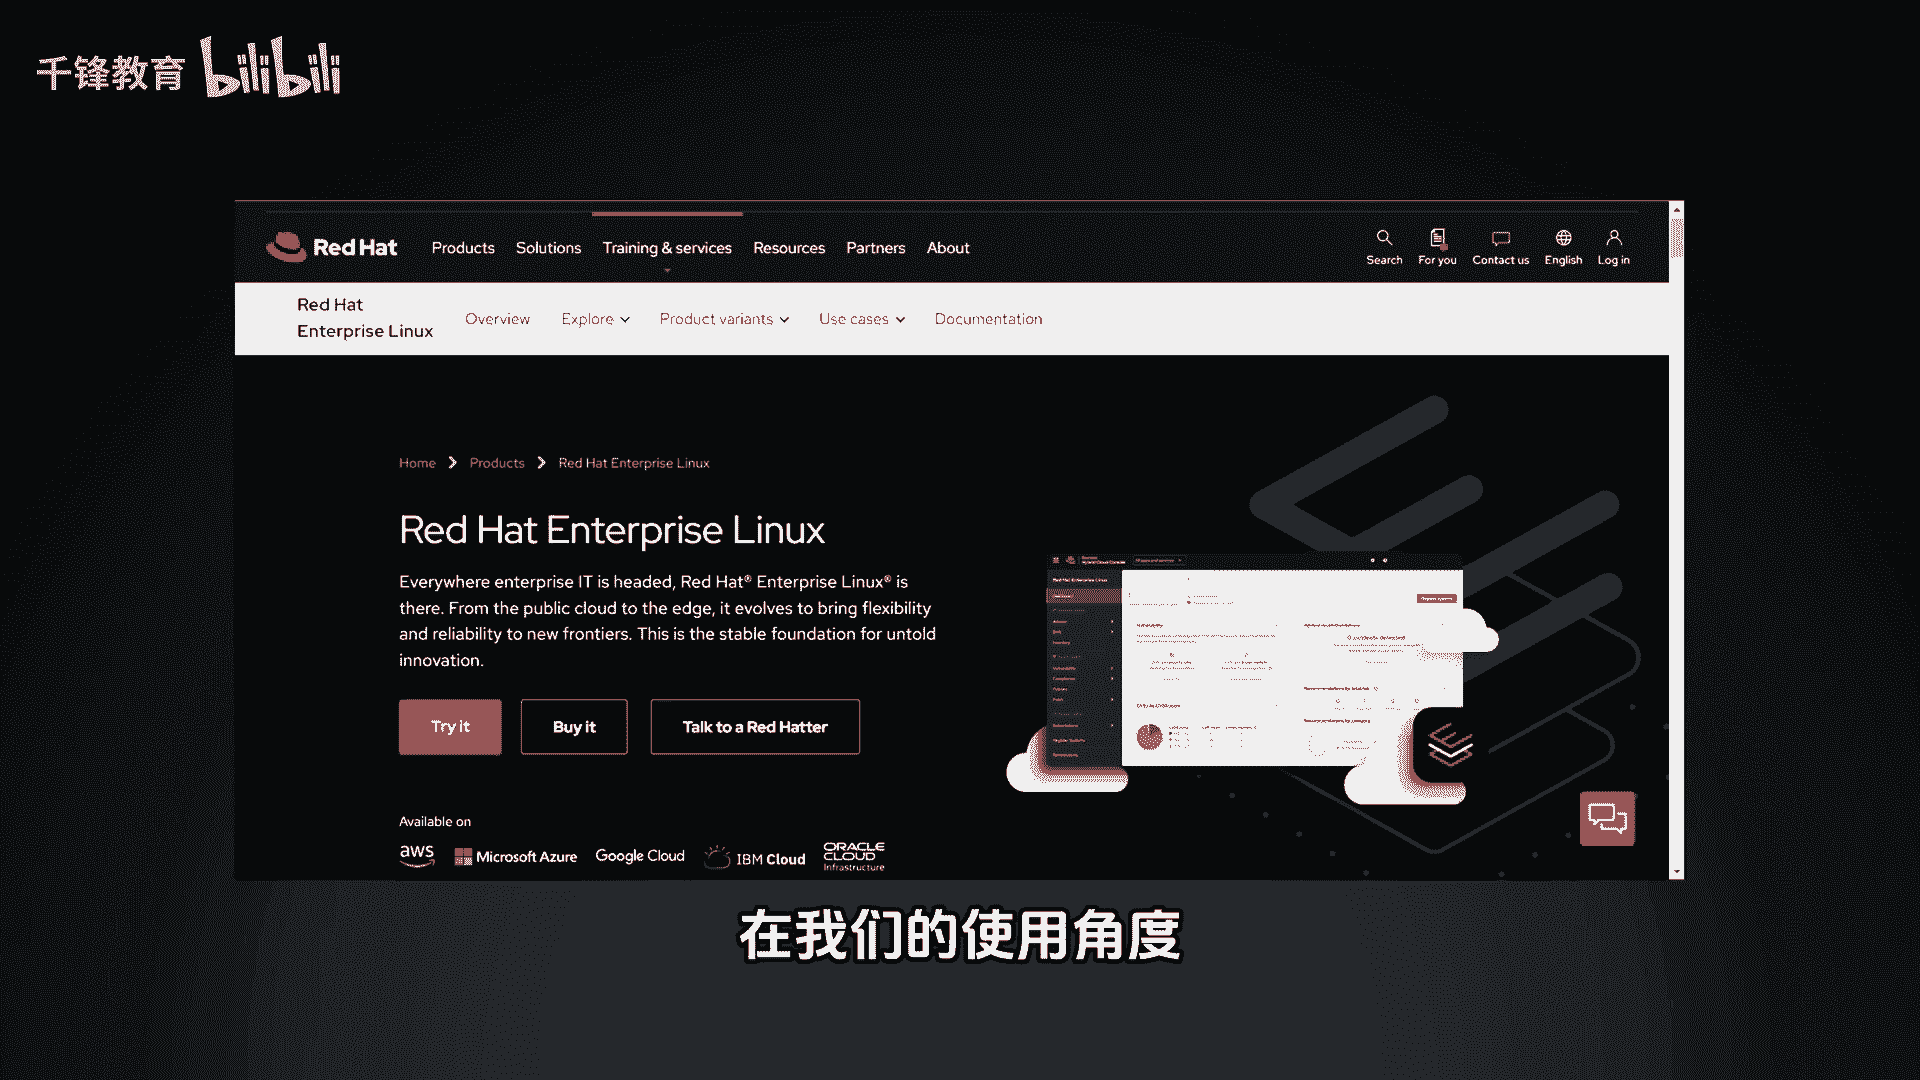 千锋教育 bilibili
Red Hat Products Solutions Training & services Resources Partners About
Search For you Contact us English Log in
Red Hat
Enterprise Linux
Overview Explore Product variants Use cases Documentation
Home Products Red Hat Enterprise Linux
Red Hat Enterprise Linux
Everywhere enterprise IT is headed, Red Hat® Enterprise Linux® is
there. From the public cloud to the edge, it evolves to bring flexibility
and reliability to new frontiers. This is the stable foundation for untold
innovation.
Try it Buy it Talk to a Red Hatter
Available on
aws Microsoft Azure Google Cloud IBM Cloud ORACLE
CLOUD
Infrastructure
Red Hat Enterprise Linux
在我们的使用角度